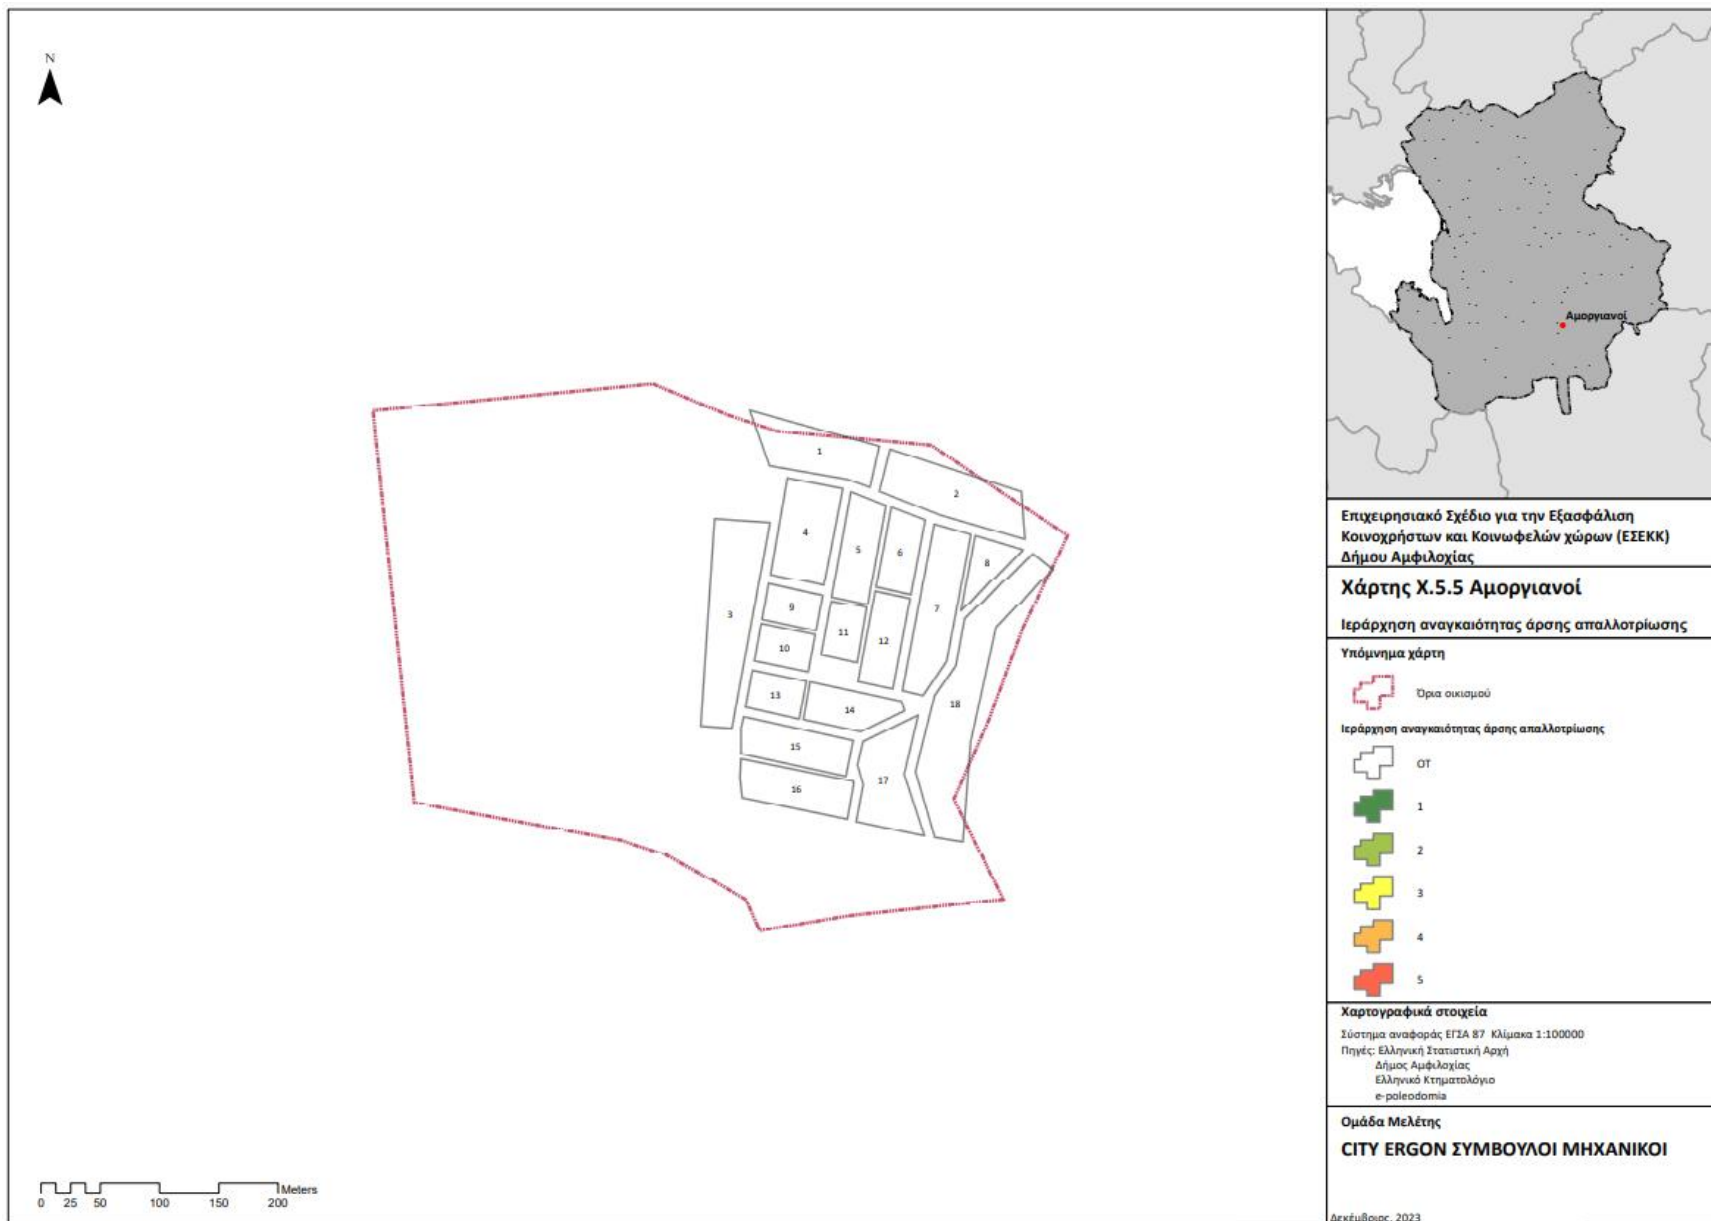 N
1
2
3
4
5
6
7
8
9
10
11
12
13
14
15
16
17
18
Meters
0 25 50 100 150 200
Αμοργιανοί
Επιχειρησιακό Σχέδιο για την Εξασφάλιση
Κοινοχρήστων και Κοινωφελών χώρων (ΕΣΕΚΚ)
Δήμου Αμφιλοχίας
Χάρτης Χ.5.5 Αμοργιανοί
Ιεράρχηση αναγκαιότητας άρσης απαλλοτρίωσης
Υπόμνημα χάρτη
Όρια οικισμού
Ιεράρχηση αναγκαιότητας άρσης απαλλοτρίωσης
ΟΤ
1
2
3
4
5
Χαρτογραφικά στοιχεία
Σύστημα αναφοράς ΕΓΣΑ 87 Κλίμακα 1:100000
Πηγές: Ελληνική Στατιστική Αρχή
Δήμος Αμφιλοχίας
Ελληνικό Κτηματολόγιο
e-poleodomia
Ομάδα Μελέτης
CITY ERGON ΣΥΜΒΟΥΛΟΙ ΜΗΧΑΝΙΚΟΙ
Δεκέμβριος, 2023